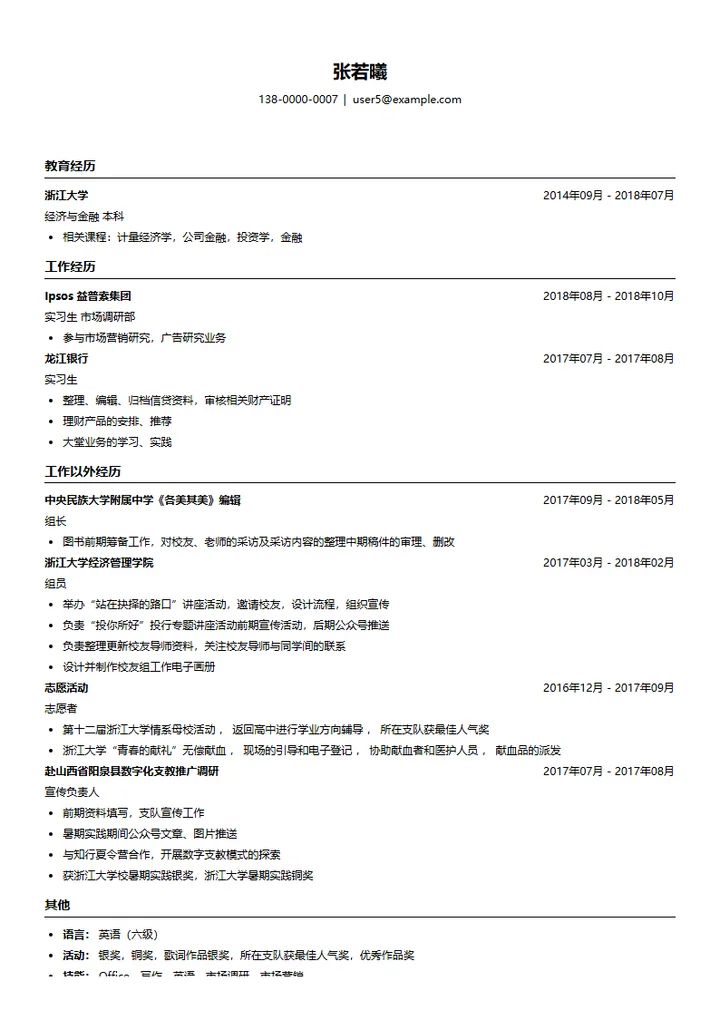 张若曦
138-0000-0007 | user5@example.com
教育经历
浙江大学 2014年09月 - 2018年07月
经济与金融 本科
• 相关课程：计量经济学，公司金融，投资学，金融
工作经历
Ipsos 益普索集团 2018年08月 - 2018年10月
实习生 市场调研部
• 参与市场营销研究，广告研究业务
龙江银行 2017年07月 - 2017年08月
实习生
• 整理、编辑、归档信贷资料，审核相关财产证明
• 理财产品的安排、推荐
• 大堂业务的学习、实践
工作以外经历
中央民族大学附属中学《各美其美》编辑 2017年09月 - 2018年05月
组长
• 图书前期筹备工作，对校友、老师的采访及采访内容的整理中期稿件的审理、删改
浙江大学经济管理学院 2017年03月 - 2018年02月
组员
• 举办“站在抉择的路口”讲座活动，邀请校友，设计流程，组织宣传
• 负责“投你所好”投行专题讲座活动前期宣传活动，后期公众号推送
• 负责整理更新校友导师资料，关注校友导师与同学间的联系
• 设计并制作校友组工作电子画册
志愿活动 2016年12月 - 2017年09月
志愿者
• 第十二届浙江大学情系母校活动 ， 返回高中进行学业方向辅导 ， 所在支队获最佳人气奖
• 浙江大学“青春的献礼”无偿献血 ， 现场的引导和电子登记 ， 协助献血者和医护人员 ， 献血品的派发
赴山西省阳泉县数字化支教推广调研 2017年07月 - 2017年08月
宣传负责人
• 前期资料填写，支队宣传工作
• 暑期实践期间公众号文章、图片推送
• 与知行夏令营合作，开展数字支教模式的探索
• 获浙江大学校暑期实践银奖，浙江大学暑期实践铜奖
其他
• 语言： 英语（六级）
• 活动： 银奖，铜奖，歌词作品银奖，所在支队获最佳人气奖，优秀作品奖
• 技能： Office，写作，英语，市场调研，市场营销